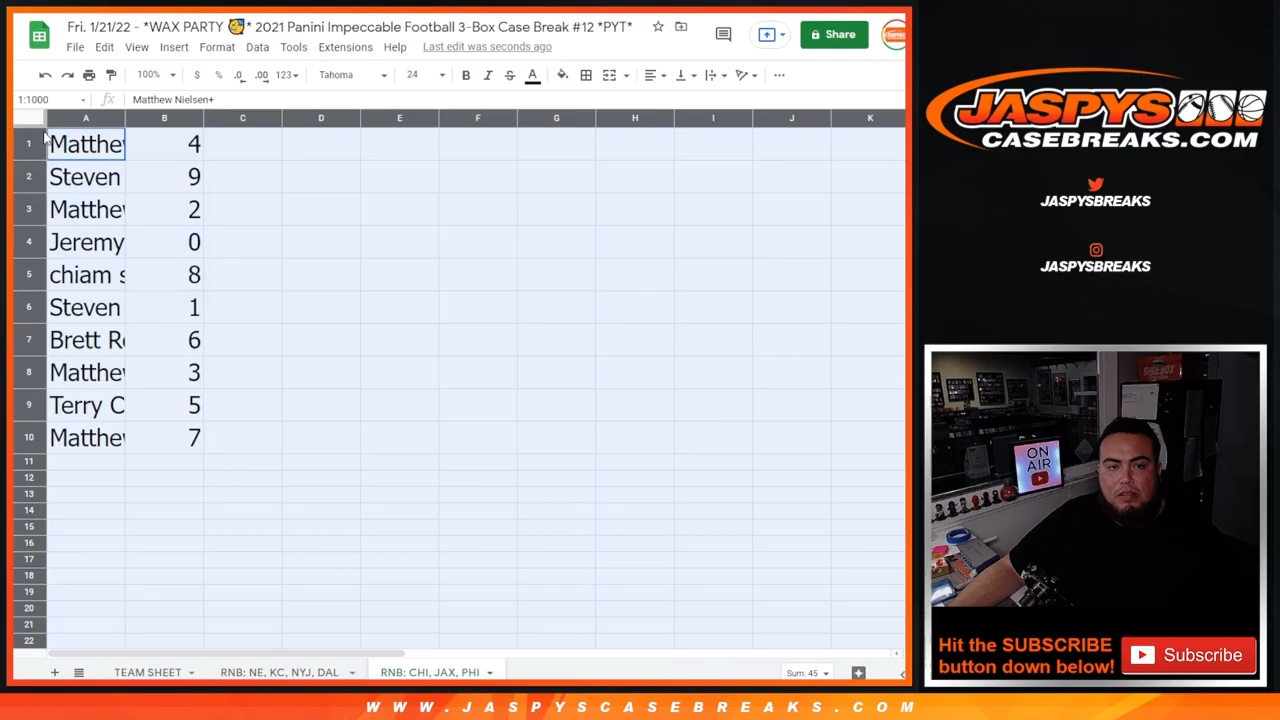 Fri. 1/21/22 - *WAX PARTY 🥳* 2021 Panini Impeccable Football 3-Box Case Break #12 *PYT*
File Edit View Insert Format Data Tools Extensions Help Last edit was seconds ago
Share
100% $ % .0 .00 123 Tahoma 24 B I S A
1:1000 fx Matthew Nielsen+
A B C D E F G H I J K
1 Matthew 4
2 Steven 9
3 Matthew 2
4 Jeremy 0
5 chiam s 8
6 Steven 1
7 Brett Ro 6
8 Matthew 3
9 Terry C 5
10 Matthew 7
11
12
13
14
15
16
17
18
19
20
21
22
TEAM SHEET RNB: NE, KC, NYJ, DAL RNB: CHI, JAX, PHI Sum: 45
JASPYS
CASEBREAKS.COM
JASPYSBREAKS
JASPYSBREAKS
ON
AIR
Hit the SUBSCRIBE
button down below!
Subscribe
WWW.JASPYSCASEBREAKS.COM